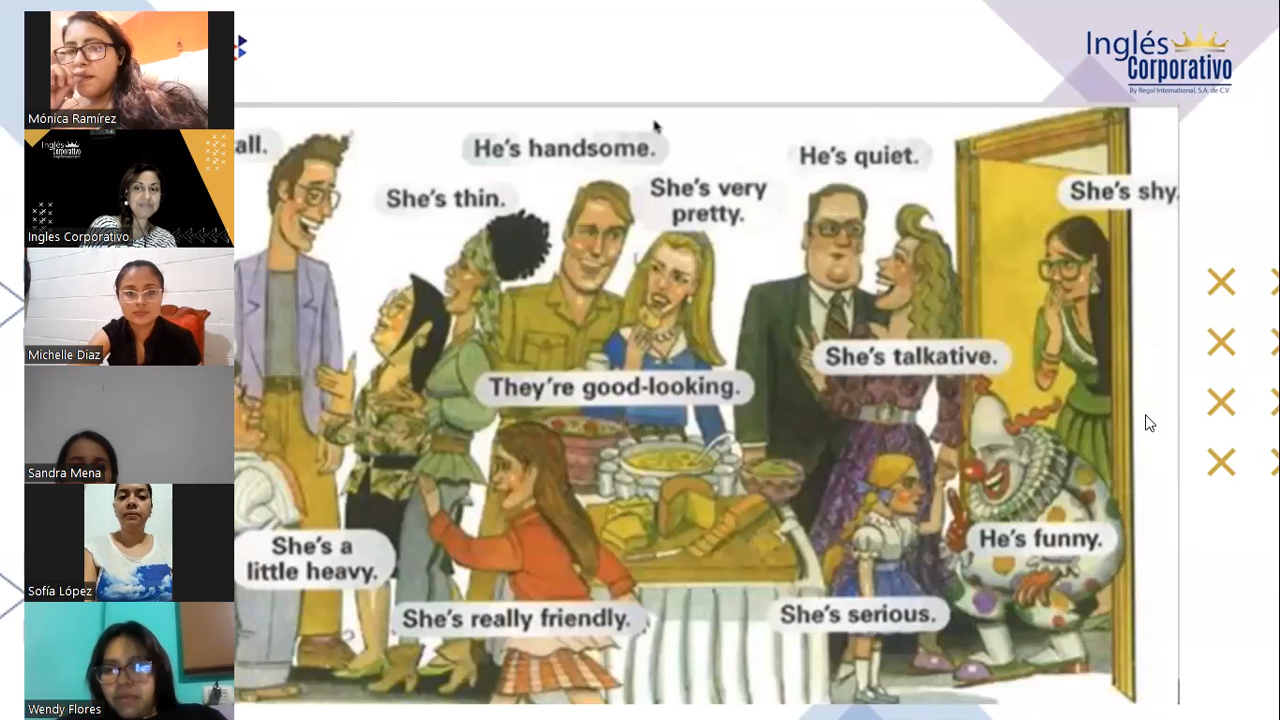 Mónica Ramírez
Inglés Corporativo
Ingles Corporativo
Michelle Diaz
Sandra Mena
Sofía López
Wendy Flores
Inglés
Corporativo
By Regal International, S.A. de C.V.
all.
He's handsome.
He's quiet.
She's thin.
She's very
pretty.
She's shy.
They're good-looking.
She's talkative.
She's a
little heavy.
He's funny.
She's really friendly.
She's serious.